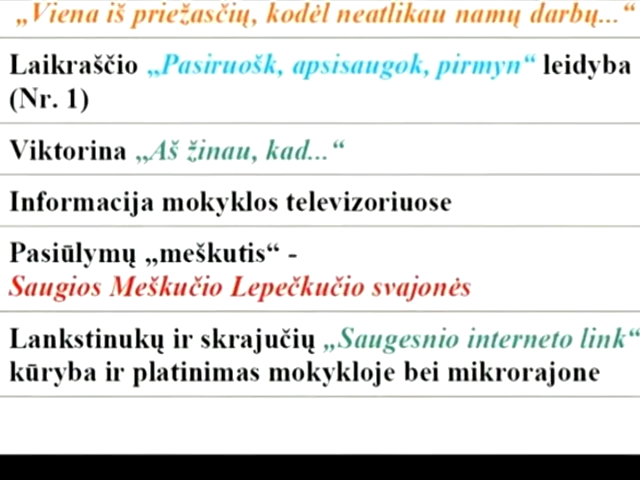 „Viena iš priežasčių, kodėl neatlikau namų darbų...“
Laikraščio „Pasiruošk, apsisaugok, pirmyn“ leidyba
(Nr. 1)
Viktorina „Aš žinau, kad...“
Informacija mokyklos televizoriuose
Pasiūlymų „meškutis“ -
Saugios Meškučio Lepečkučio svajonės
Lankstinukų ir skrajučių „Saugesnio interneto link“
kūryba ir platinimas mokykloje bei mikrorajone